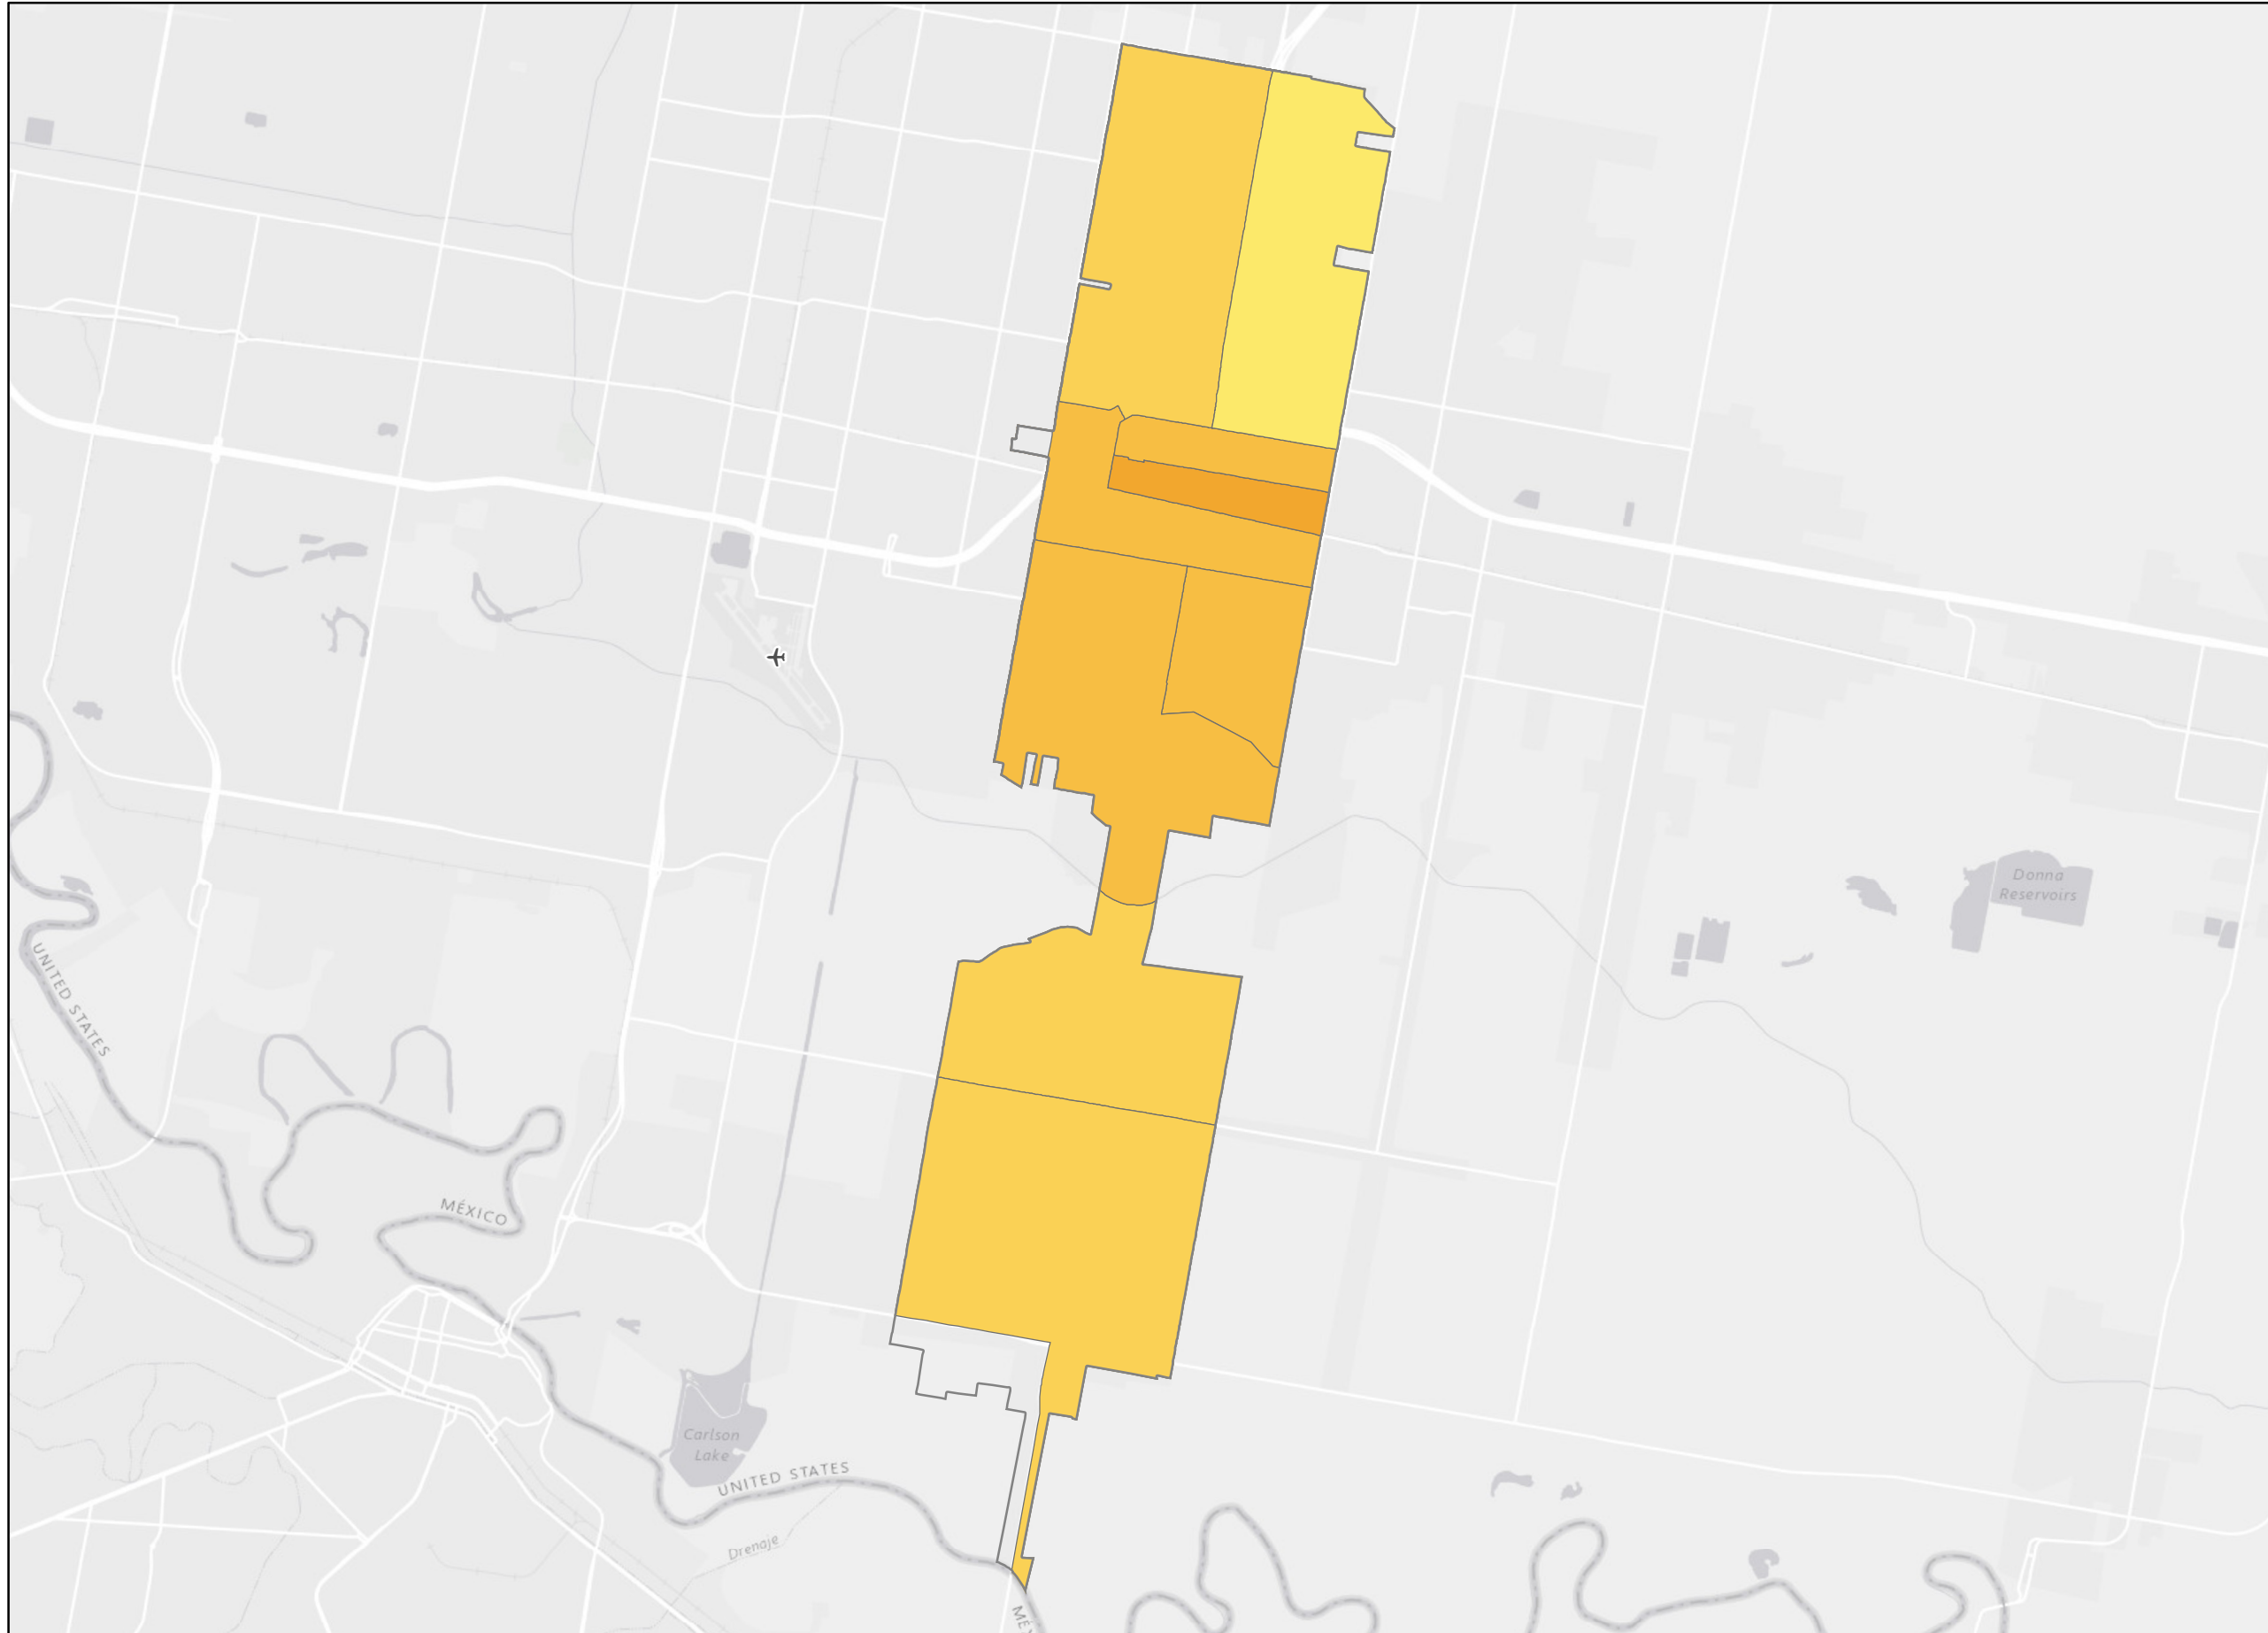 Donna
Reservoirs
UNITED STATES
MÉXICO
Carlson
Lake
UNITED STATES
Drenaje